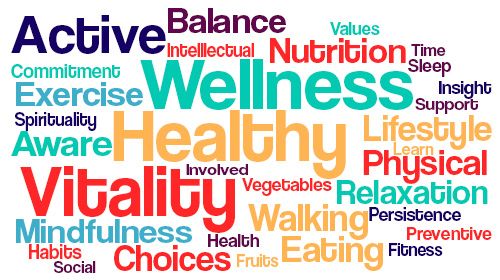 Active
Balance
Values
Intelllectual
Nutrition
Time
Commitment
Wellness
Sleep
Exercise
Insight
Support
Spirituality
Healthy
Lifestyle
Aware
Learn
Physical
Involved
Vitality
Vegetables
Relaxation
Mindfulness
Walking
Persistence
Preventive
Habits
Choices
Health
Eating
Fitness
Social
Fruits